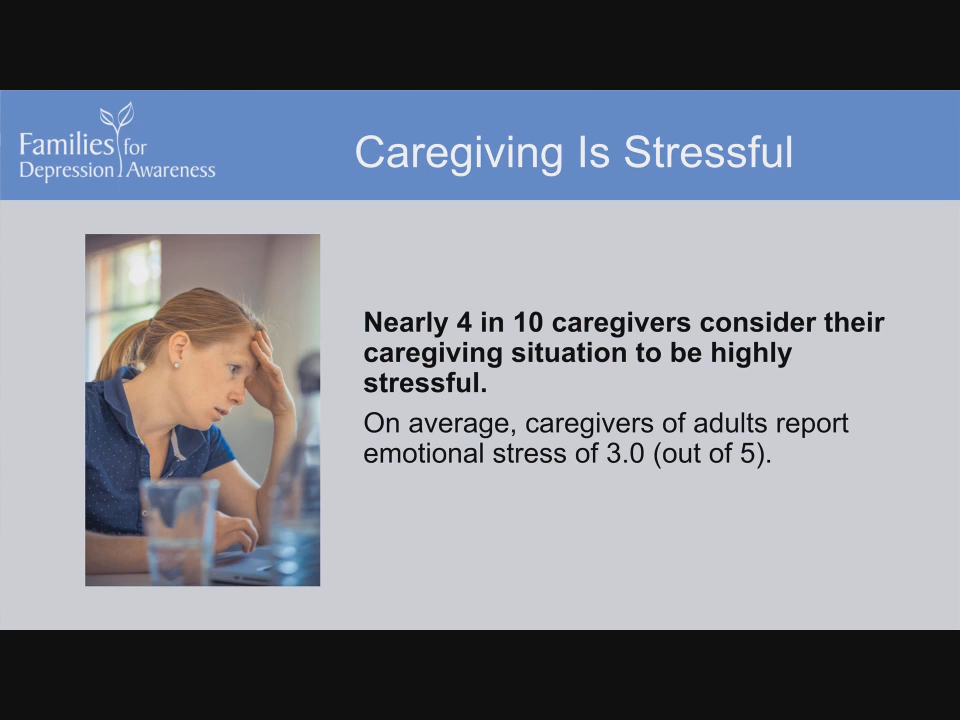 Families for
Depression Awareness
Caregiving Is Stressful
Nearly 4 in 10 caregivers consider their
caregiving situation to be highly
stressful.
On average, caregivers of adults report
emotional stress of 3.0 (out of 5).